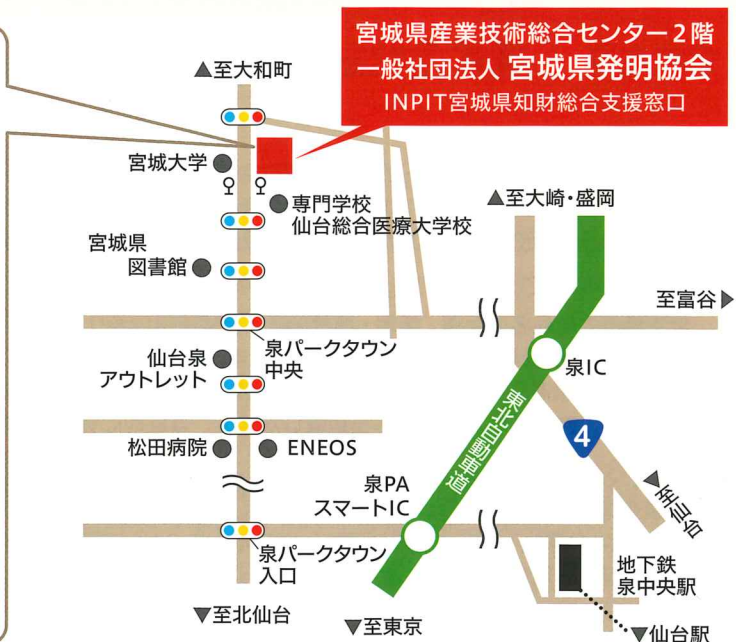 宮城県産業技術総合センター2階
一般社団法人 宮城県発明協会
INPIT宮城県知財総合支援窓口
▲至大和町
宮城大学
専門学校
仙台総合医療大学校
▲至大崎・盛岡
宮城県
図書館
至富谷▶
泉パークタウン
中央
仙台泉
アウトレット
泉IC
東北自動車道
4
松田病院
ENEOS
泉PA
スマートIC
▼至仙台
泉パークタウン
入口
地下鉄
泉中央駅
▼至北仙台
▼至東京
▼仙台駅